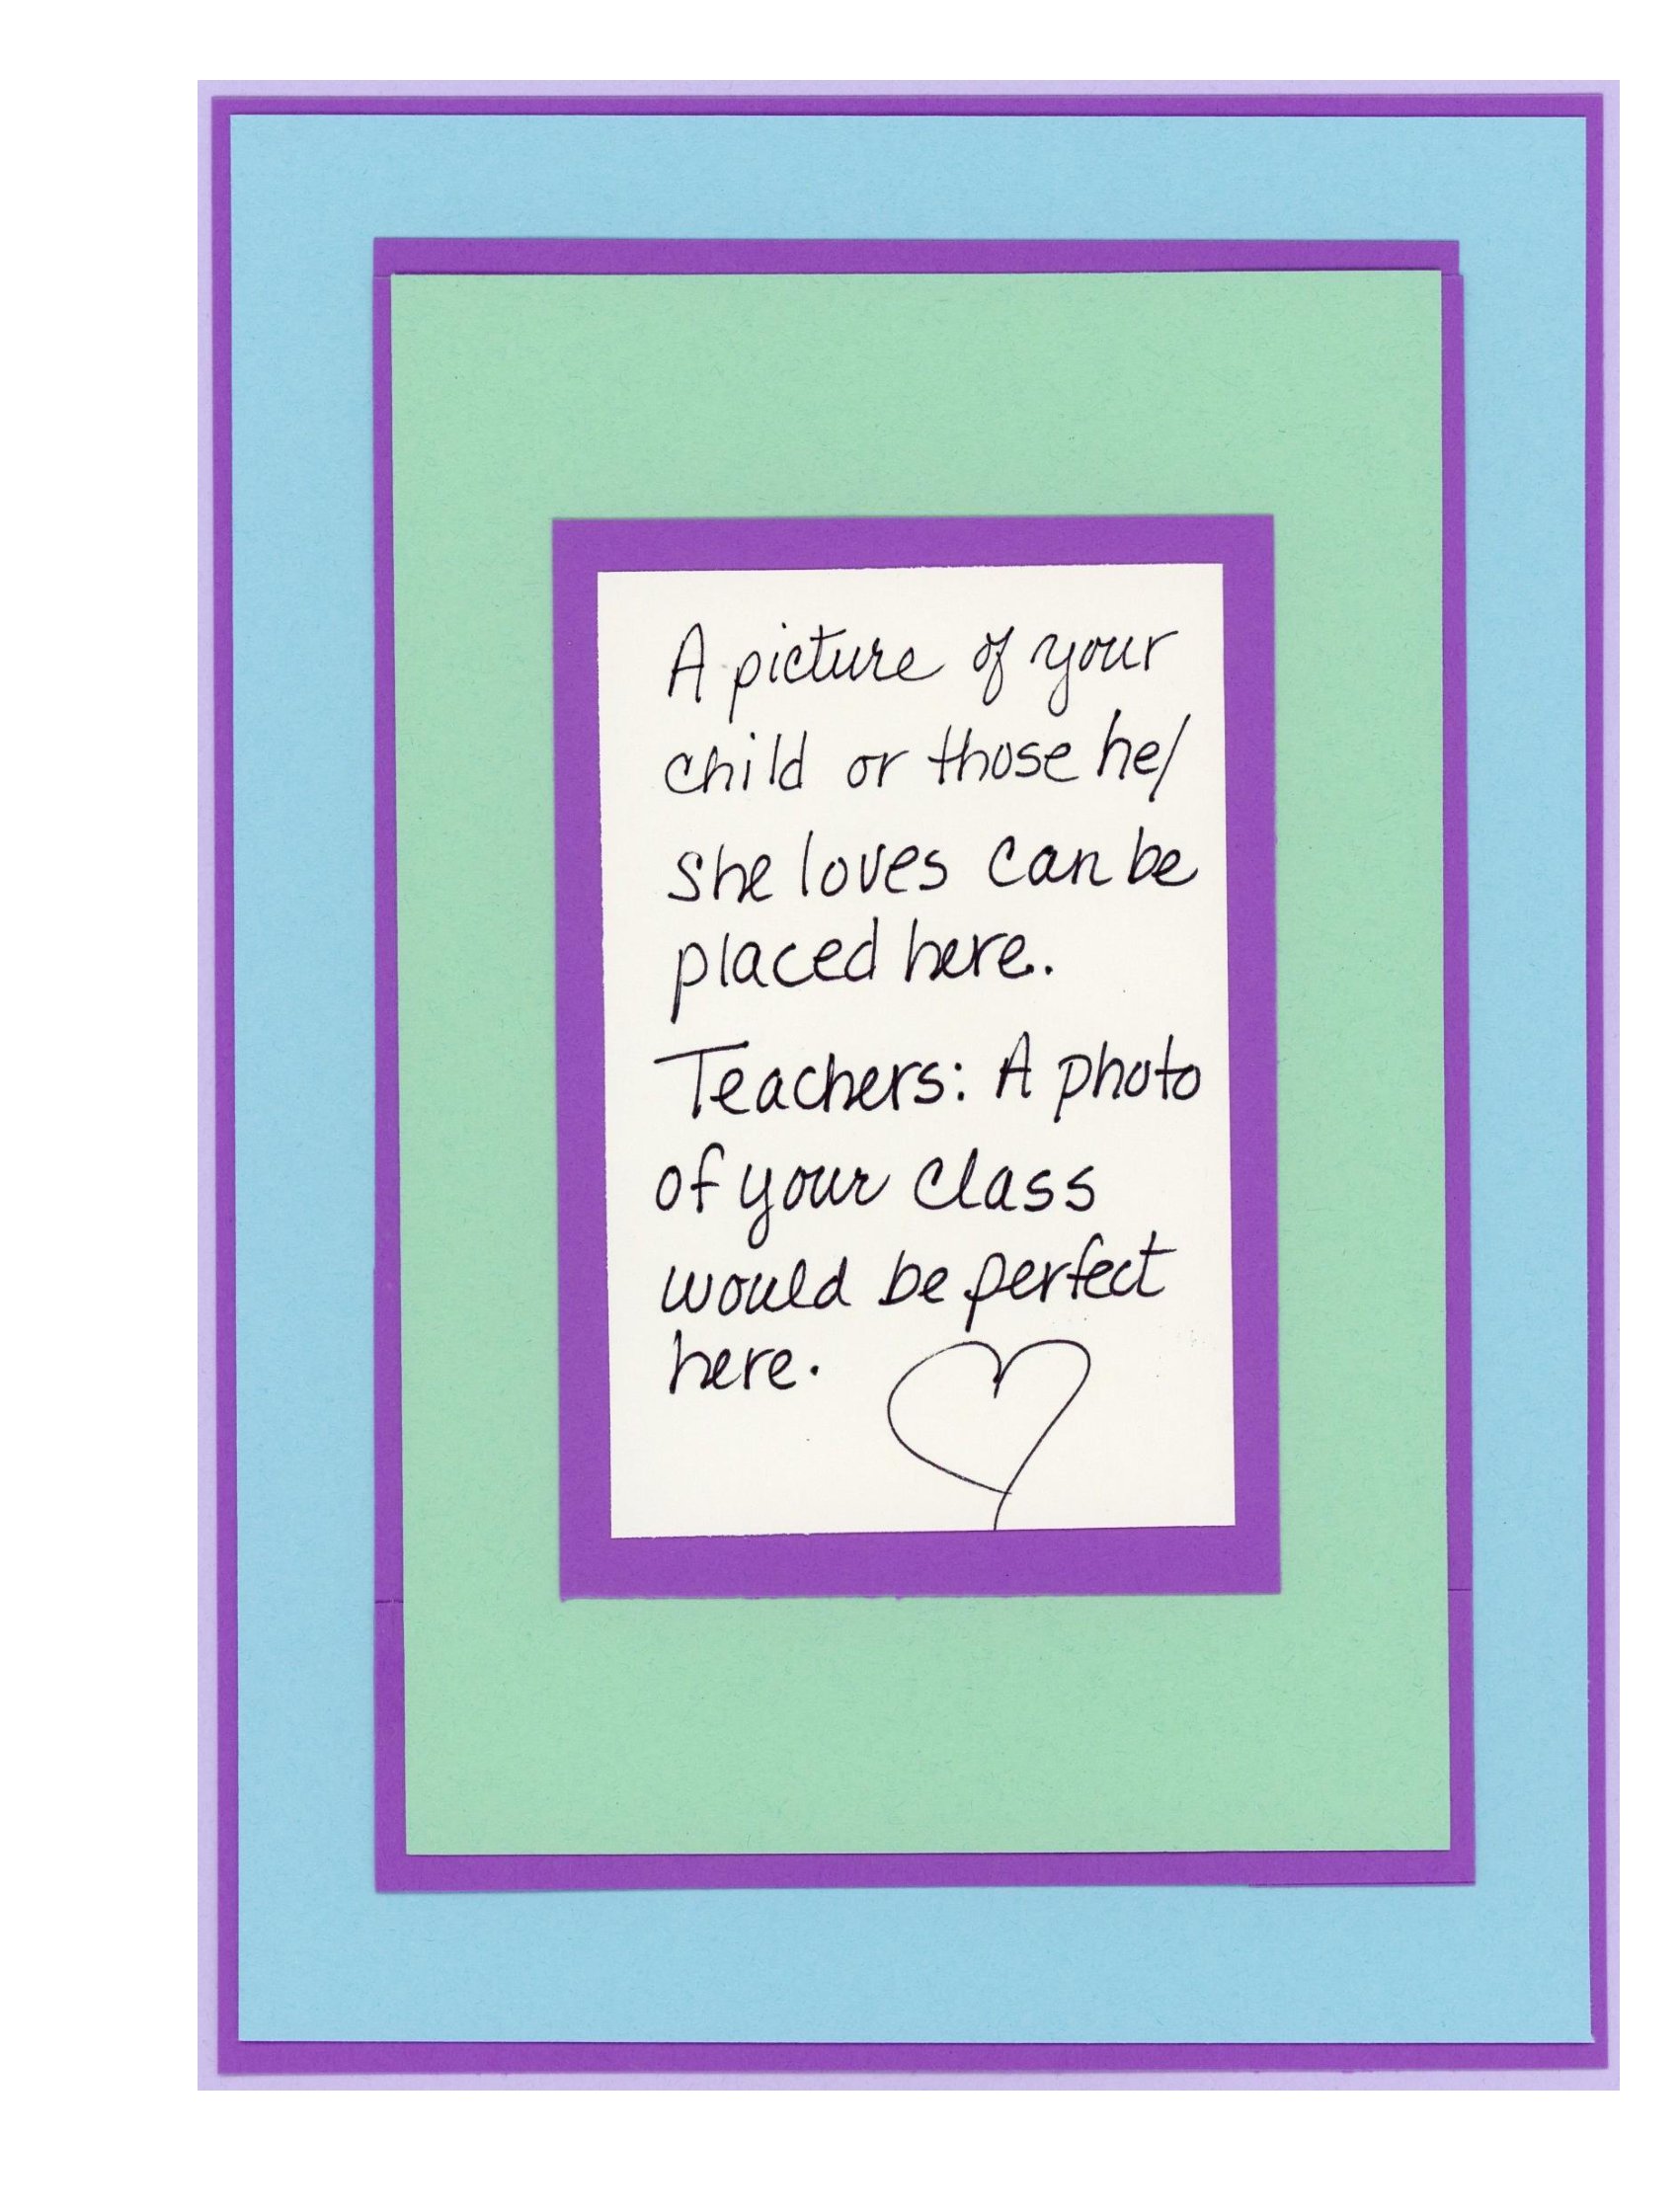 A picture of your
child or those he/
she loves can be
placed here.
Teachers: A photo
of your class
would be perfect
here.